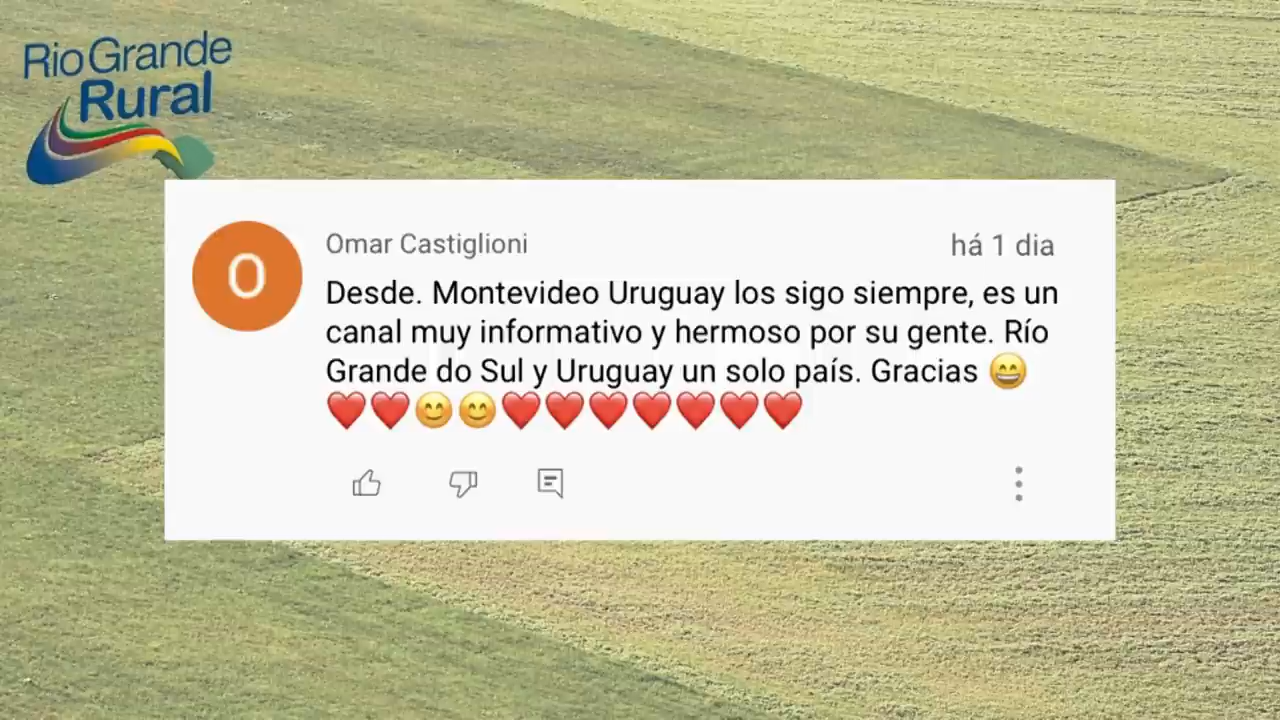 Rio Grande
Rural
O
Omar Castiglioni
há 1 dia
Desde. Montevideo Uruguay los sigo siempre, es un
canal muy informativo y hermoso por su gente. Río
Grande do Sul y Uruguay un solo país. Gracias 😄
❤️❤️😊😊❤️❤️❤️❤️❤️❤️❤️